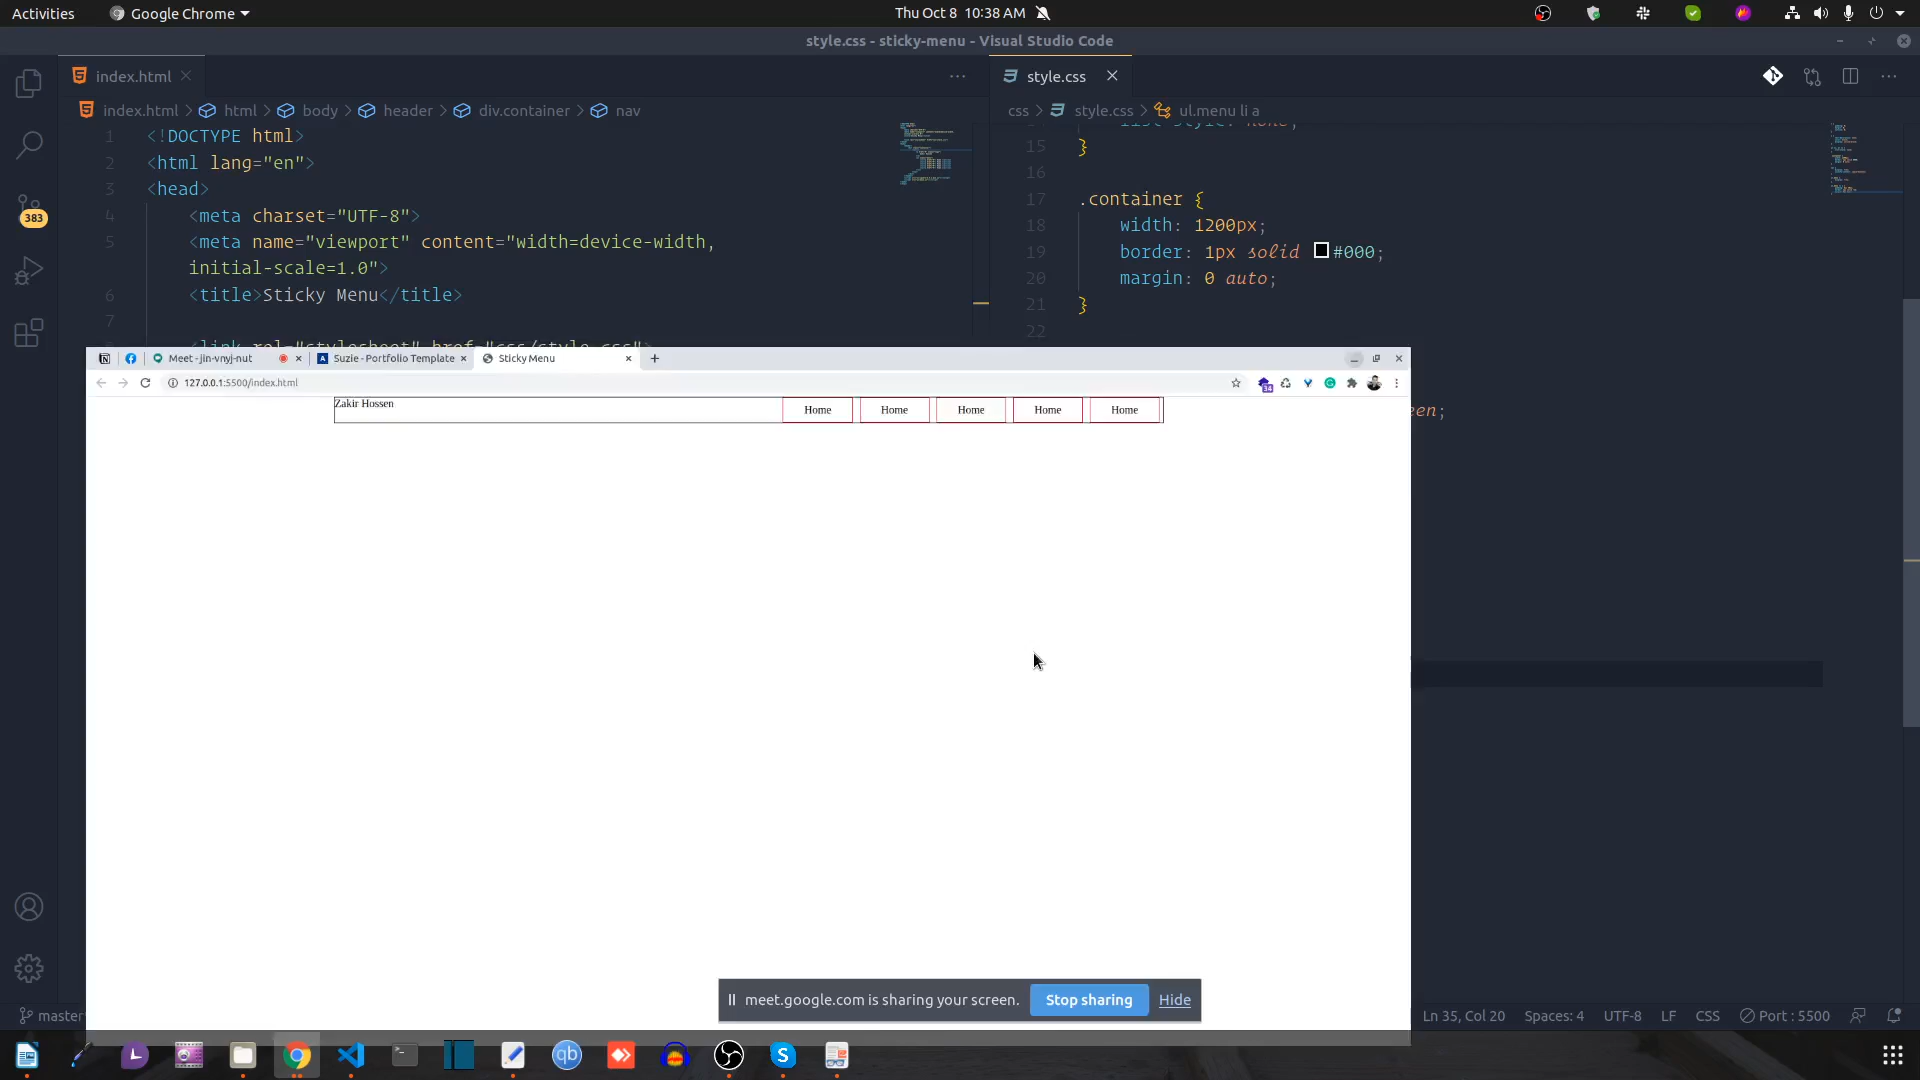 Activities
Google Chrome
Thu Oct 8 10:38 AM
style.css - sticky-menu - Visual Studio Code
index.html
style.css
index.html > html > body > header > div.container > nav
css > style.css > ul.menu li a
1 <!DOCTYPE html>
2 <html lang="en">
3 <head>
4 <meta charset="UTF-8">
5 <meta name="viewport" content="width=device-width,
initial-scale=1.0">
6 <title>Sticky Menu</title>
7
<link rel="stylesheet" href="css/style.css">
list-style: none;
15 }
16
17 .container {
18 width: 1200px;
19 border: 1px solid #000;
20 margin: 0 auto;
21 }
22
een;
383
Meet - jin-vnyj-nut
Suzie - Portfolio Template
Sticky Menu
127.0.0.1:5500/index.html
Zakir Hossen
Home
Home
Home
Home
Home
meet.google.com is sharing your screen.
Stop sharing
Hide
master
Ln 35, Col 20
Spaces: 4
UTF-8
LF
CSS
Port : 5500
qb